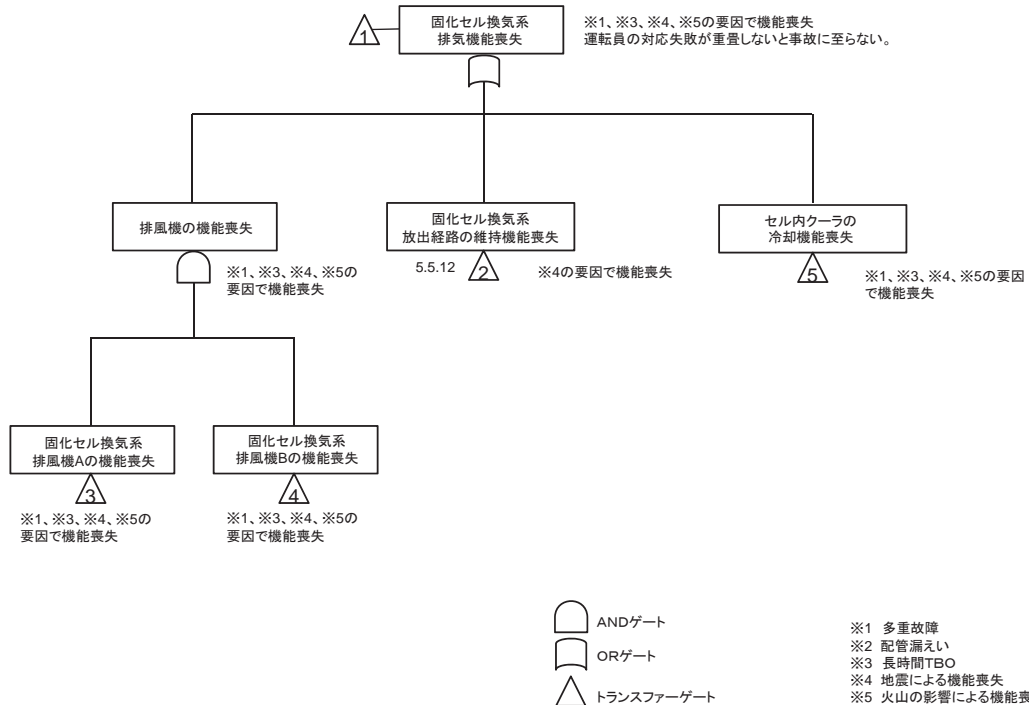 固化セル換気系
排気機能喪失
1
※1、※3、※4、※5の要因で機能喪失
運転員の対応失敗が重畳しないと事故に至らない。
排風機の機能喪失
※1、※3、※4、※5の
要因で機能喪失
固化セル換気系
放出経路の維持機能喪失
5.5.12
2
※4の要因で機能喪失
セル内クーラの
冷却機能喪失
5
※1、※3、※4、※5の要因
で機能喪失
固化セル換気系
排風機Aの機能喪失
3
※1、※3、※4、※5の
要因で機能喪失
固化セル換気系
排風機Bの機能喪失
4
※1、※3、※4、※5の
要因で機能喪失
ANDゲート
ORゲート
トランスファーゲート
※1 多重故障
※2 配管漏えい
※3 長時間TBO
※4 地震による機能喪失
※5 火山の影響による機能喪